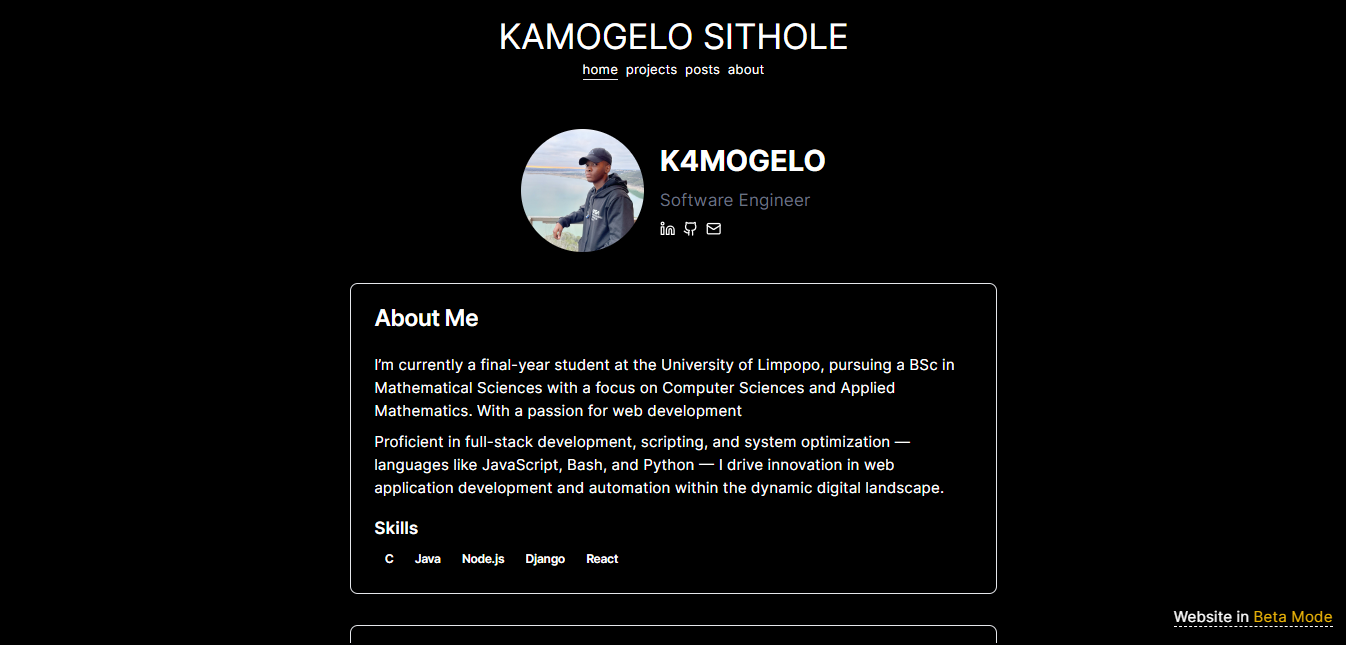 KAMOGELO SITHOLE
home projects posts about
K4MOGELO
Software Engineer
About Me
I'm currently a final-year student at the University of Limpopo, pursuing a BSc in
Mathematical Sciences with a focus on Computer Sciences and Applied
Mathematics. With a passion for web development
Proficient in full-stack development, scripting, and system optimization —
languages like JavaScript, Bash, and Python — I drive innovation in web
application development and automation within the dynamic digital landscape.
Skills
C Java Node.js Django React
Website in Beta Mode